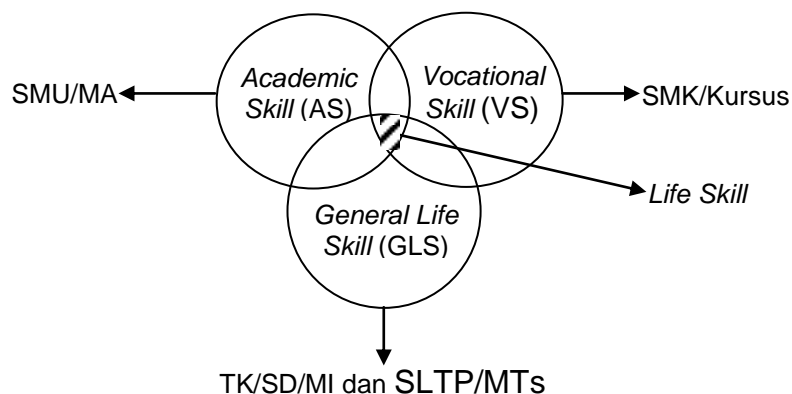 Academic
Skill (AS)
Vocational
Skill (VS)
SMU/MA
SMK/Kursus
Life Skill
General Life
Skill (GLS)
TK/SD/MI dan SLTP/MTs